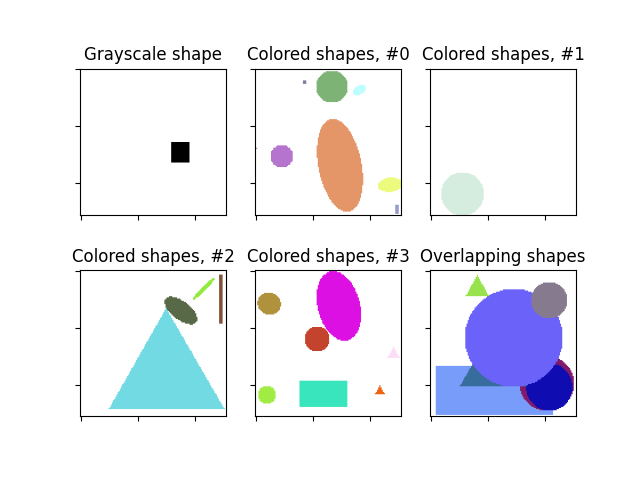 Grayscale shape
Colored shapes, #0
Colored shapes, #1
Colored shapes, #2
Colored shapes, #3
Overlapping shapes